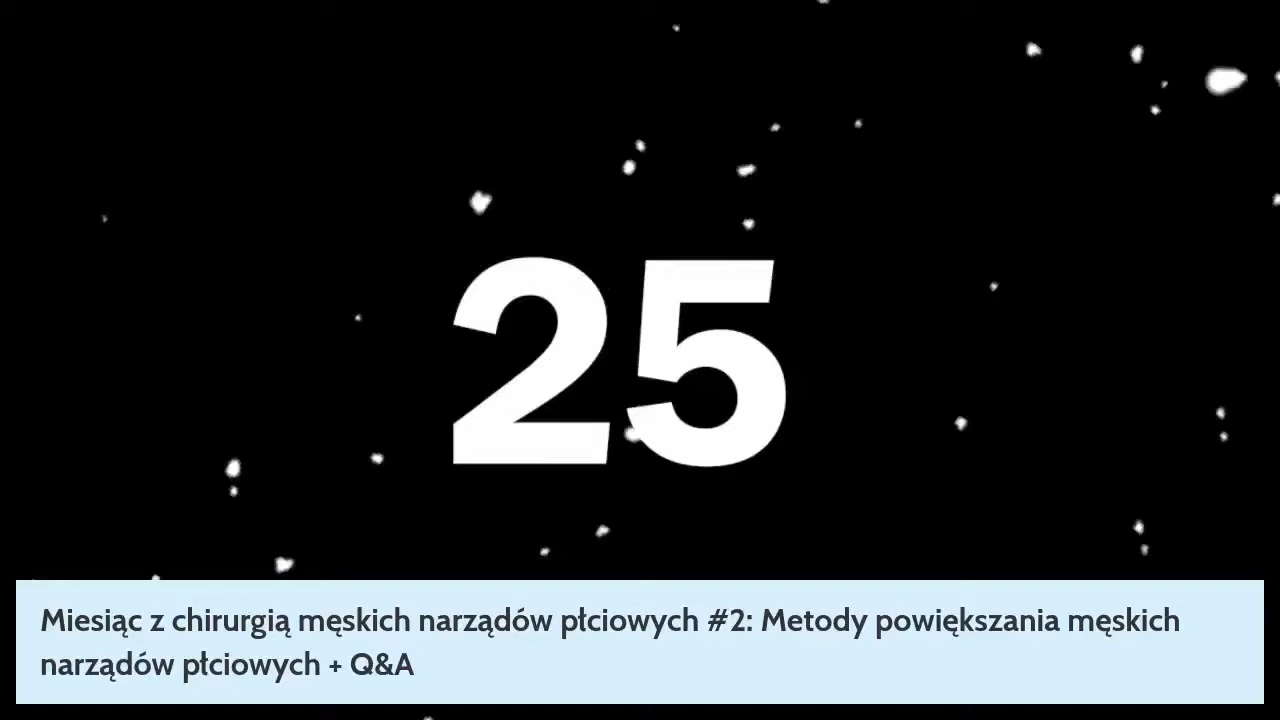 25
Miesiąc z chirurgią męskich narządów płciowych #2: Metody powiększania męskich
narządów płciowych + Q&A